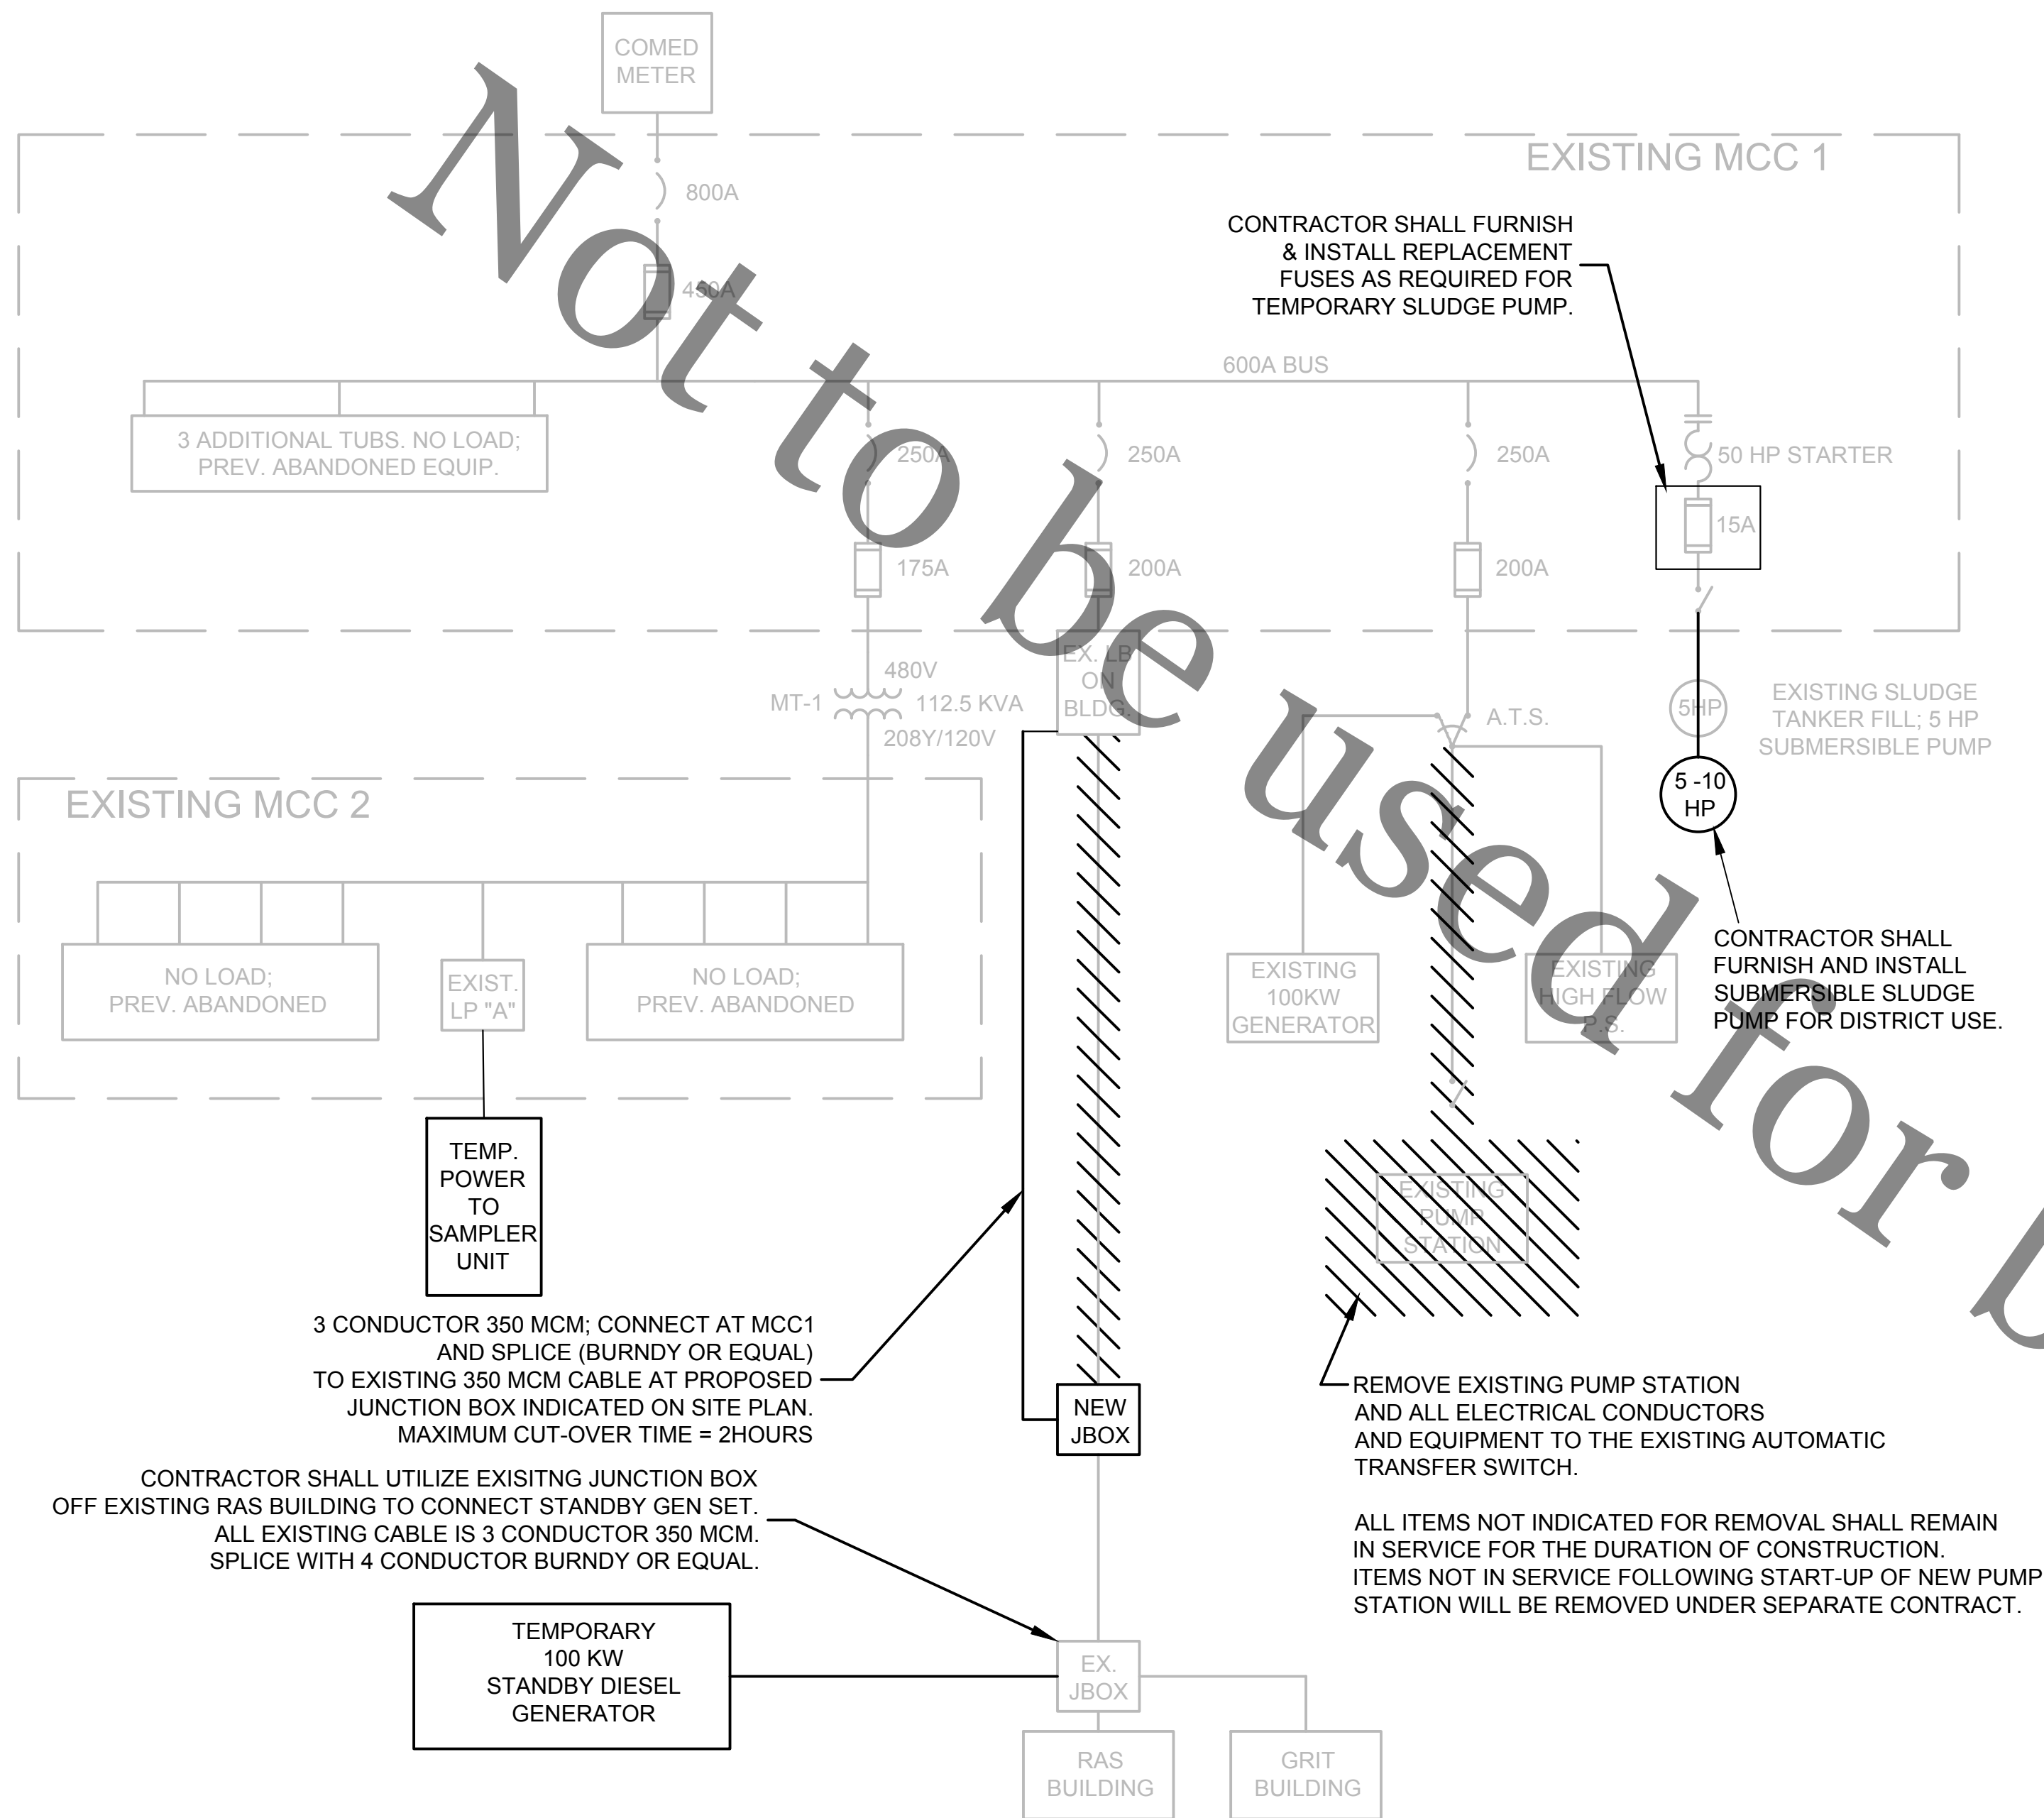 COMED
METER
EXISTING MCC 1
800A
450A
CONTRACTOR SHALL FURNISH
& INSTALL REPLACEMENT
FUSES AS REQUIRED FOR
TEMPORARY SLUDGE PUMP.
600A BUS
3 ADDITIONAL TUBS. NO LOAD;
PREV. ABANDONED EQUIP.
250A
250A
250A
50 HP STARTER
15A
175A
200A
200A
EX. LB
ON
BLDG.
480V
MT-1
112.5 KVA
208Y/120V
A.T.S.
5HP
EXISTING SLUDGE
TANKER FILL; 5 HP
SUBMERSIBLE PUMP
5 -10
HP
EXISTING MCC 2
NO LOAD;
PREV. ABANDONED
EXIST.
LP "A"
NO LOAD;
PREV. ABANDONED
EXISTING
100KW
GENERATOR
EXISTING
HIGH FLOW
P.S.
CONTRACTOR SHALL
FURNISH AND INSTALL
SUBMERSIBLE SLUDGE
PUMP FOR DISTRICT USE.
TEMP.
POWER
TO
SAMPLER
UNIT
EXISTING
PUMP
STATION
3 CONDUCTOR 350 MCM; CONNECT AT MCC1
AND SPLICE (BURNDY OR EQUAL)
TO EXISTING 350 MCM CABLE AT PROPOSED
JUNCTION BOX INDICATED ON SITE PLAN.
MAXIMUM CUT-OVER TIME = 2HOURS
NEW
JBOX
REMOVE EXISTING PUMP STATION
AND ALL ELECTRICAL CONDUCTORS
AND EQUIPMENT TO THE EXISTING AUTOMATIC
TRANSFER SWITCH.
CONTRACTOR SHALL UTILIZE EXISITNG JUNCTION BOX
OFF EXISTING RAS BUILDING TO CONNECT STANDBY GEN SET.
ALL EXISTING CABLE IS 3 CONDUCTOR 350 MCM.
SPLICE WITH 4 CONDUCTOR BURNDY OR EQUAL.
ALL ITEMS NOT INDICATED FOR REMOVAL SHALL REMAIN
IN SERVICE FOR THE DURATION OF CONSTRUCTION.
ITEMS NOT IN SERVICE FOLLOWING START-UP OF NEW PUMP
STATION WILL BE REMOVED UNDER SEPARATE CONTRACT.
TEMPORARY
100 KW
STANDBY DIESEL
GENERATOR
EX.
JBOX
RAS
BUILDING
GRIT
BUILDING
Not to be used for b